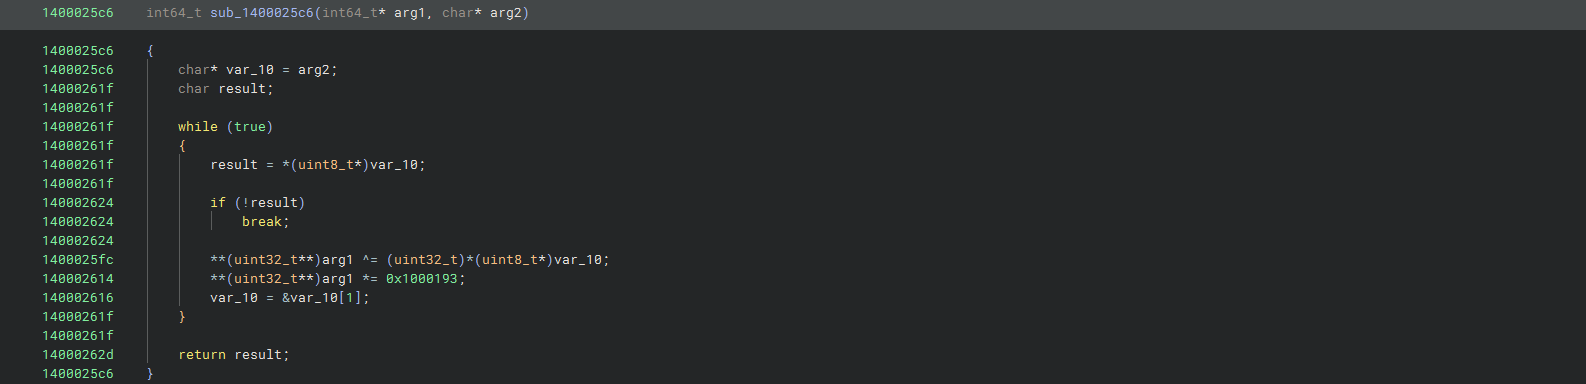 1400025c6    int64_t sub_1400025c6(int64_t* arg1, char* arg2)
1400025c6    {
1400025c6        char* var_10 = arg2;
14000261f        char result;
14000261f
14000261f        while (true)
14000261f        {
14000261f            result = *(uint8_t*)var_10;
14000261f
140002624            if (!result)
140002624                break;
140002624
1400025fc            **(uint32_t**)arg1 ^= (uint32_t)*(uint8_t*)var_10;
140002614            **(uint32_t**)arg1 *= 0x1000193;
140002616            var_10 = &var_10[1];
14000261f        }
14000261f
14000262d        return result;
1400025c6    }